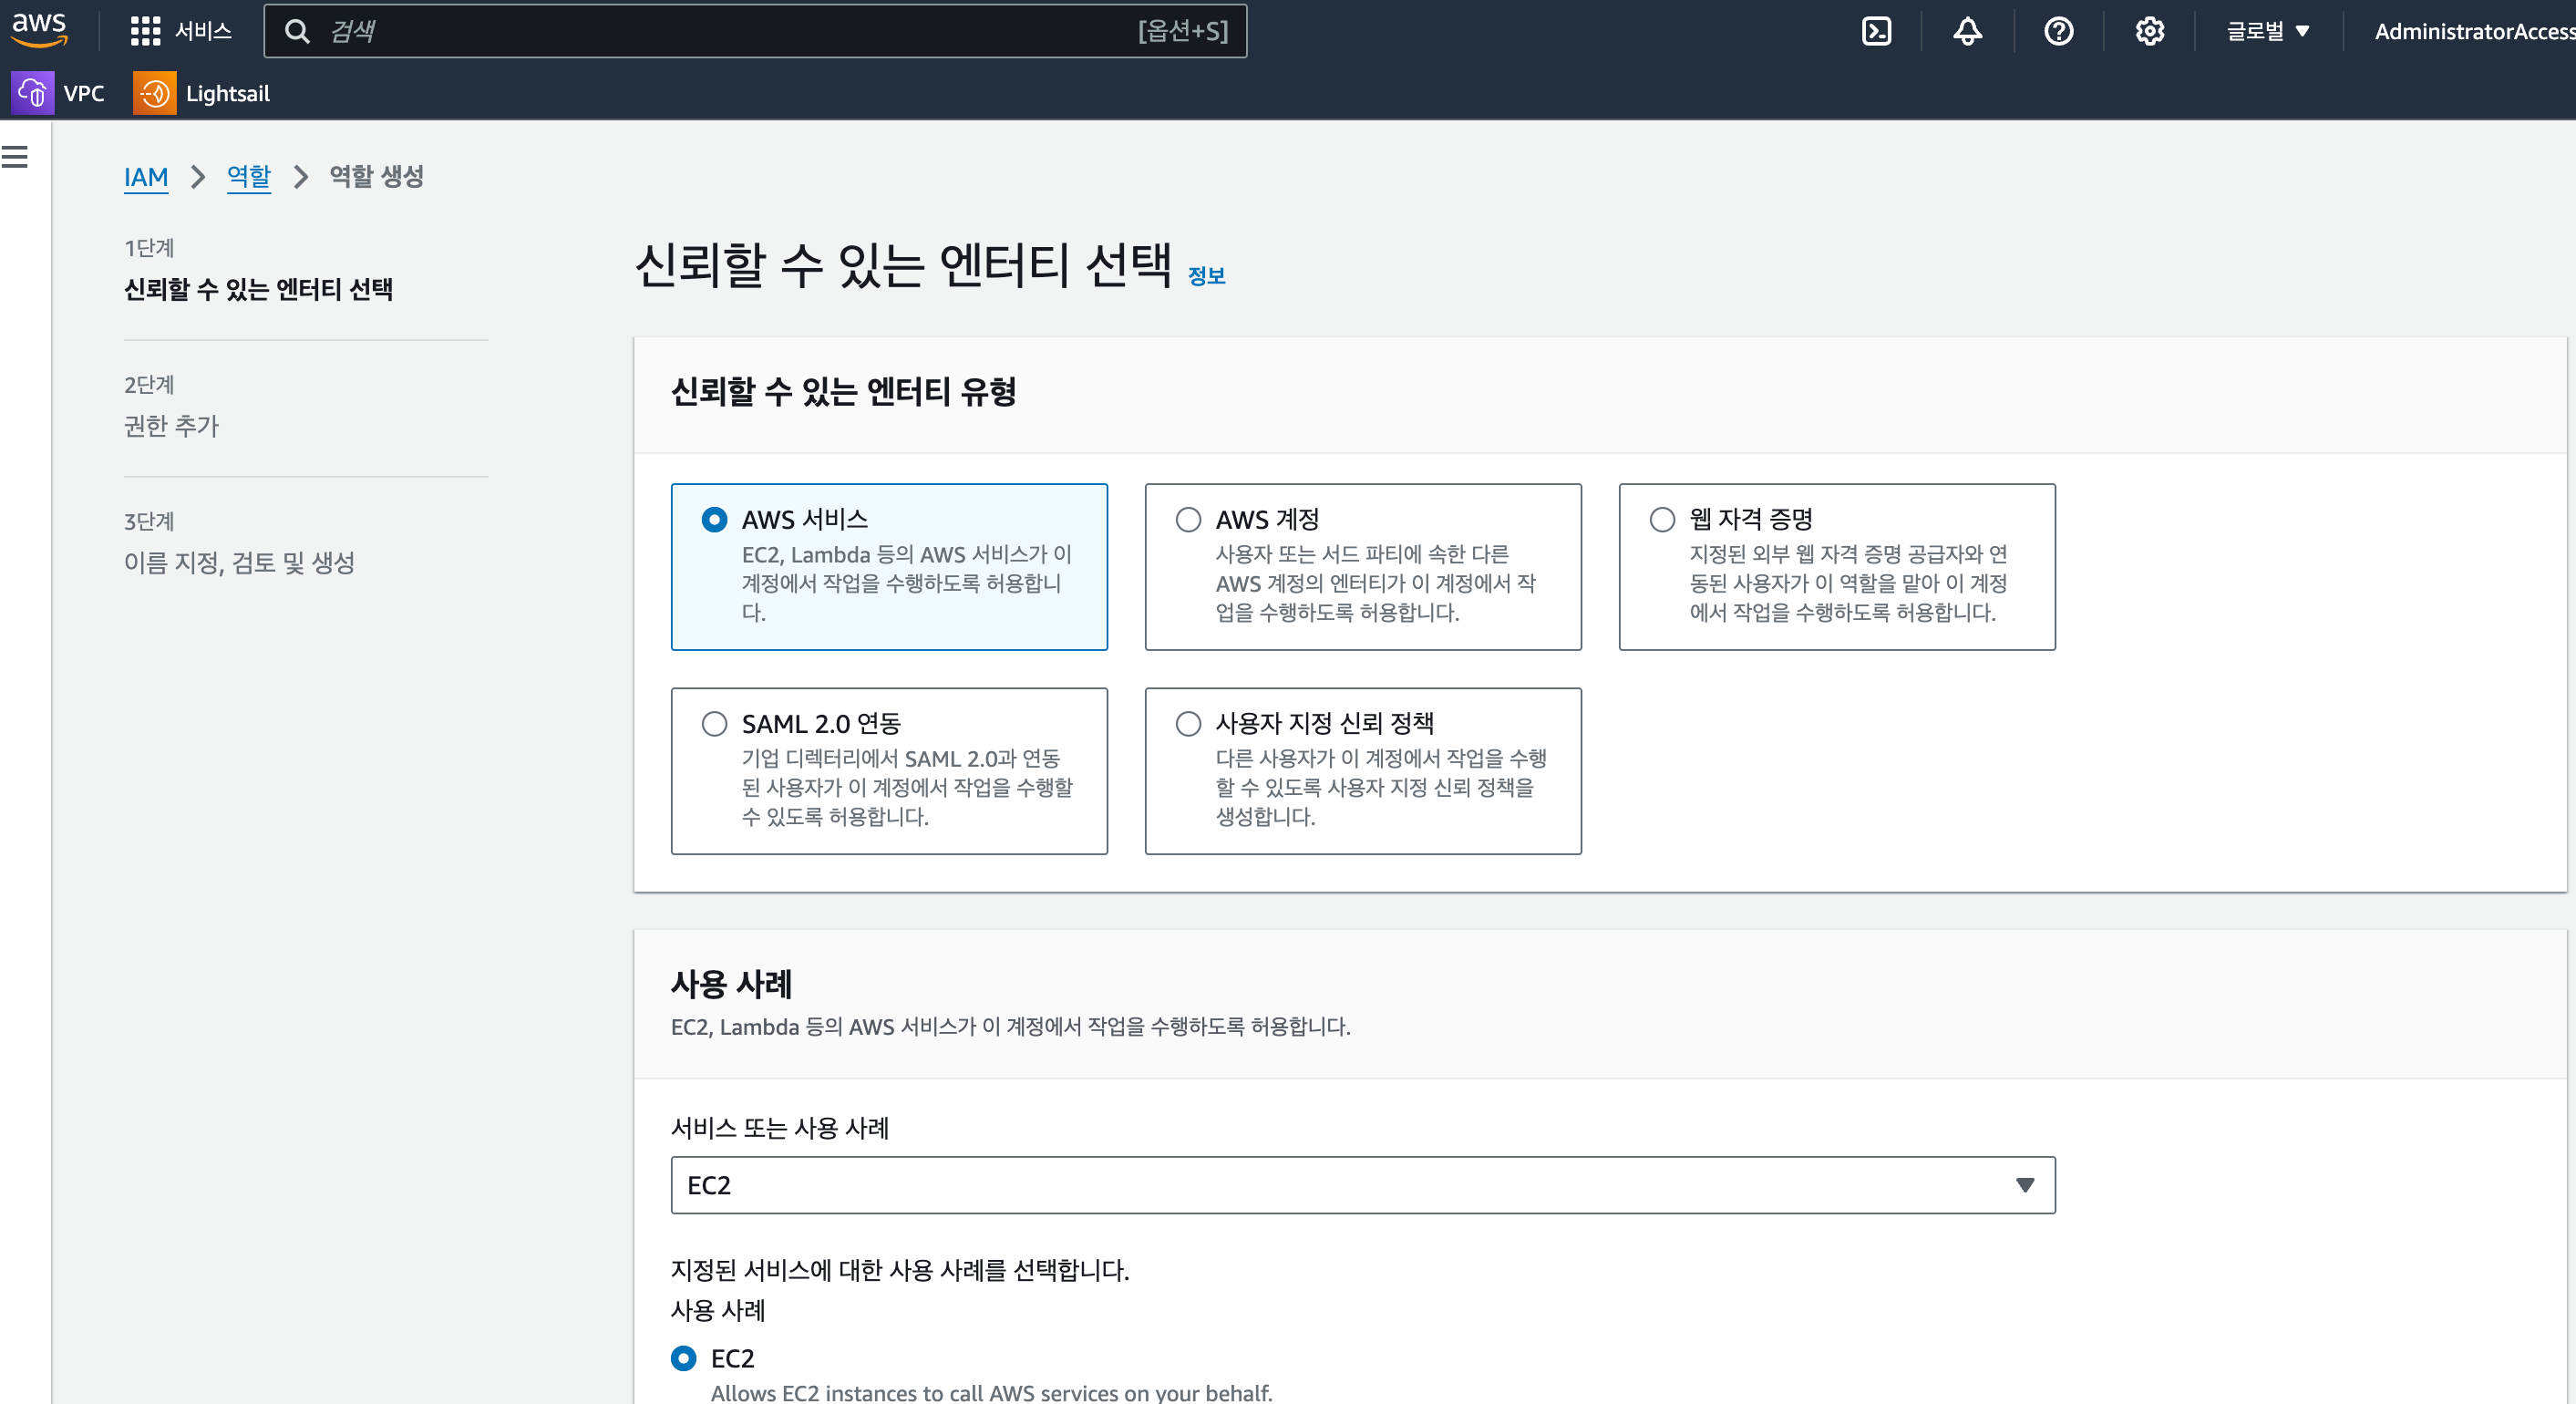 aws
서비스
검색
[옵션+S]
글로벌
AdministratorAccess
VPC
Lightsail
IAM
역할
역할 생성
1단계
신뢰할 수 있는 엔터티 선택
2단계
권한 추가
3단계
이름 지정, 검토 및 생성
신뢰할 수 있는 엔터티 선택 정보
신뢰할 수 있는 엔터티 유형
AWS 서비스
EC2, Lambda 등의 AWS 서비스가 이
계정에서 작업을 수행하도록 허용합니
다.
AWS 계정
사용자 또는 서드 파티에 속한 다른
AWS 계정의 엔터티가 이 계정에서 작
업을 수행하도록 허용합니다.
웹 자격 증명
지정된 외부 웹 자격 증명 공급자와 연
동된 사용자가 이 역할을 맡아 이 계정
에서 작업을 수행하도록 허용합니다.
SAML 2.0 연동
기업 디렉터리에서 SAML 2.0과 연동
된 사용자가 이 계정에서 작업을 수행할
수 있도록 허용합니다.
사용자 지정 신뢰 정책
다른 사용자가 이 계정에서 작업을 수행
할 수 있도록 사용자 지정 신뢰 정책을
생성합니다.
사용 사례
EC2, Lambda 등의 AWS 서비스가 이 계정에서 작업을 수행하도록 허용합니다.
서비스 또는 사용 사례
EC2
지정된 서비스에 대한 사용 사례를 선택합니다.
사용 사례
EC2
Allows EC2 instances to call AWS services on your behalf.